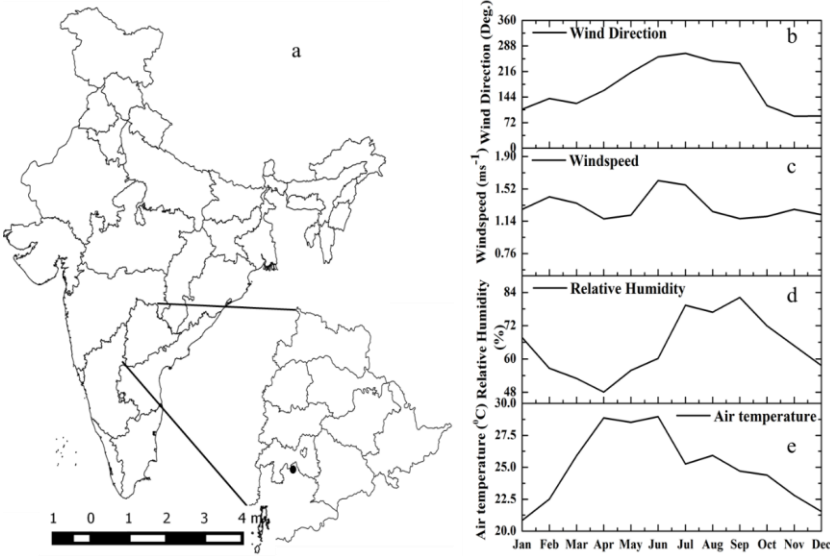 a
1 0 1 2 3 4 m
Wind Direction (Deg.)
360
288
216
144
72
0
Wind Direction
b
Windspeed (ms-1)
1.90
1.52
1.14
0.76
Windspeed
c
Relative Humidity
(%)
84
72
60
48
Relative Humidity
d
Air temperature (°C)
30.0
27.5
25.0
22.5
20.0
Air temperature
e
Jan Feb Mar Apr May Jun Jul Aug Sep Oct Nov Dec